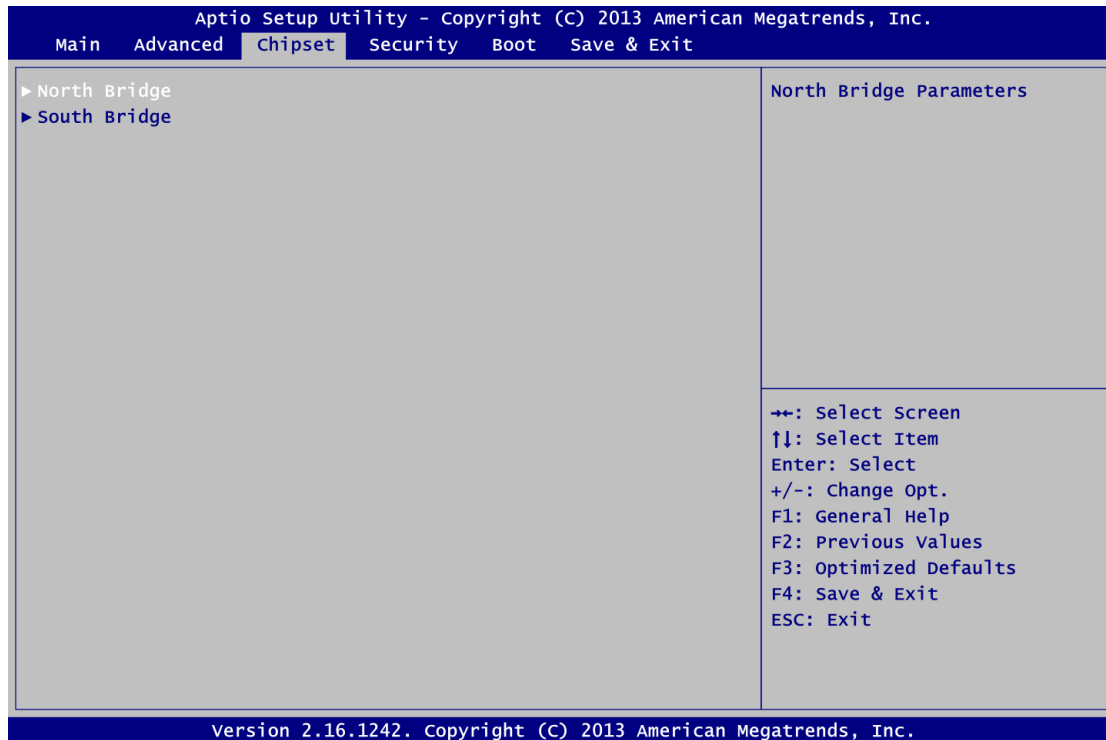 Aptio Setup Utility - Copyright (C) 2013 American Megatrends, Inc.
Main Advanced Chipset Security Boot Save & Exit
▶ North Bridge
▶ South Bridge
North Bridge Parameters
→←: Select Screen
↑↓: Select Item
Enter: Select
+/-: Change Opt.
F1: General Help
F2: Previous Values
F3: Optimized Defaults
F4: Save & Exit
ESC: Exit
Version 2.16.1242. Copyright (C) 2013 American Megatrends, Inc.